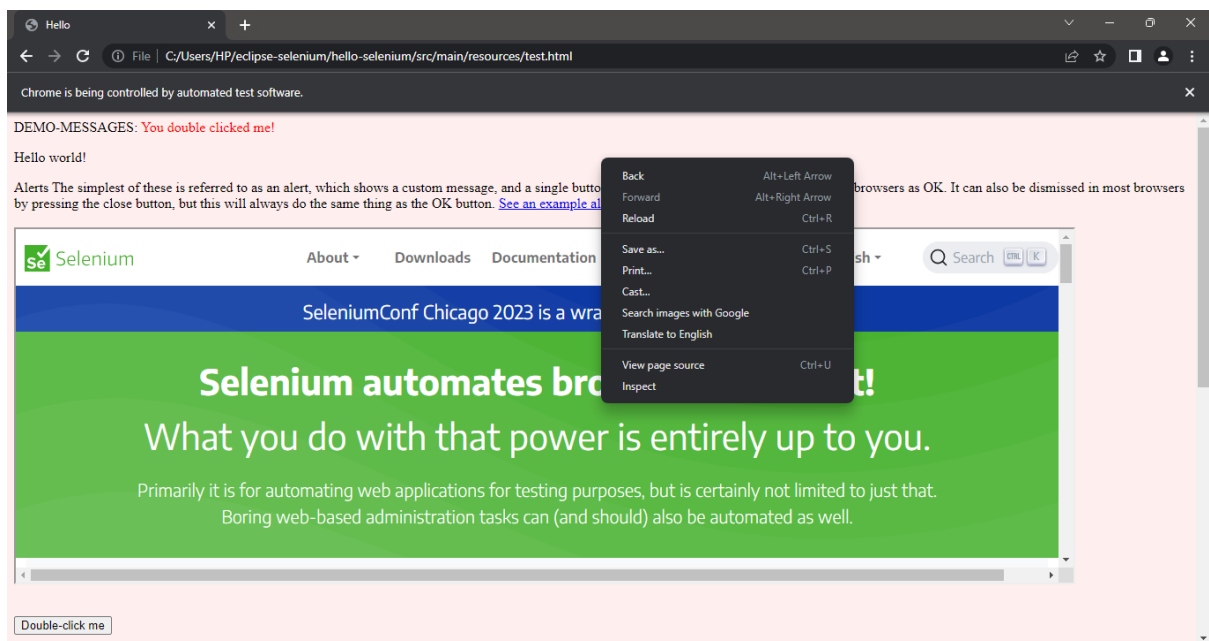 Hello
File | C:/Users/HP/eclipse-selenium/hello-selenium/src/main/resources/test.html
Chrome is being controlled by automated test software.
DEMO-MESSAGES: You double clicked me!
Hello world!
Alerts The simplest of these is referred to as an alert, which shows a custom message, and a single butto browsers as OK. It can also be dismissed in most browsers
by pressing the close button, but this will always do the same thing as the OK button. See an example al
Back Alt+Left Arrow
Forward Alt+Right Arrow
Reload Ctrl+R
Save as... Ctrl+S
Print... Ctrl+P
Cast...
Search images with Google
Translate to English
View page source Ctrl+U
Inspect
Se Selenium About Downloads Documentation sh Search CTRL K
SeleniumConf Chicago 2023 is a wra
Selenium automates bro t!
What you do with that power is entirely up to you.
Primarily it is for automating web applications for testing purposes, but is certainly not limited to just that.
Boring web-based administration tasks can (and should) also be automated as well.
Double-click me